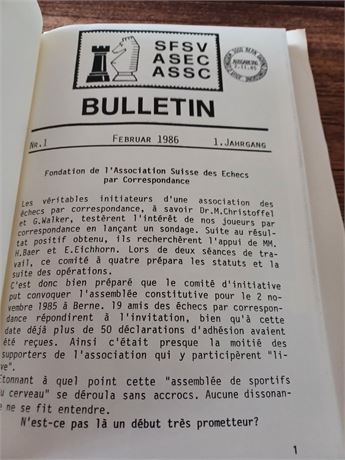 SFSV
ASEC
ASSC
BULLETIN
NR.1 FEBRUAR 1986 1.JAHRGANG
Fondation de l'Association Suisse des Echecs
par Correspondance
Les véritables initiateurs d'une association des
échecs par correspondance, à savoir Dr.M.Christoffel
et G.Walker, testèrent l'intérêt de nos joueurs par
correspondance en lançant un sondage. Suite au résul-
tat positif obtenu, ils recherchèrent l'appui de MM.
H.Baer et E.Eichhorn. Lors de deux séances de tra-
vail, ce comité à quatre prépara les statuts et la
suite des opérations.
C'est donc bien préparé que le comité d'initiative
put convoquer l'assemblée constitutive pour le 2 no-
vembre 1985 à Berne. 19 amis des échecs par corres-
pondance répondirent à l'invitation, bien qu'à cette
date déjà plus de 50 déclarations d'adhésion avaient
été reçues. Ainsi c'était presque la moitié des
supporters de l'association qui y participèrent "li-
ve".
Etonnant à quel point cette "assemblée de sportifs
du cerveau" se déroula sans accrocs. Aucune dissonan-
ce ne se fit entendre.
N'est-ce pas là un début très prometteur?
1